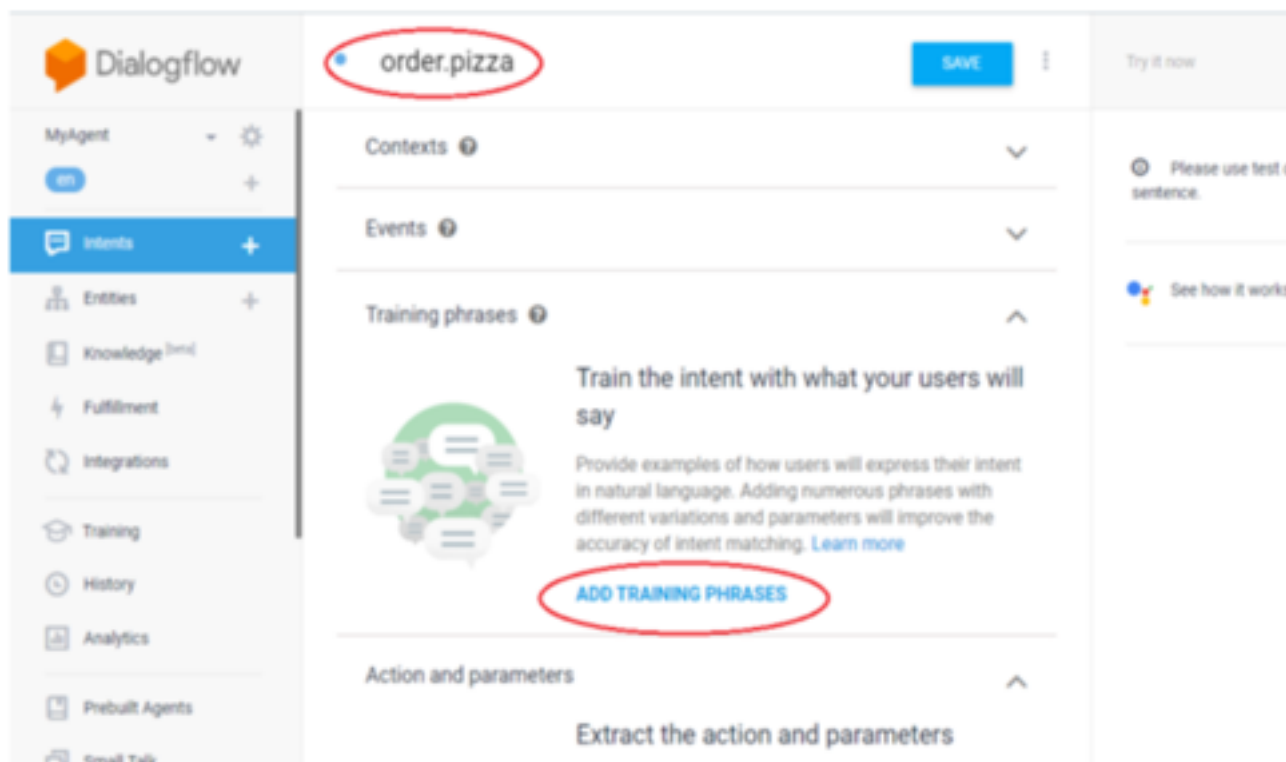 Dialogflow
MyAgent
en
Intents
Entities
Knowledge [beta]
Fulfillment
Integrations
Training
History
Analytics
Prebuilt Agents
Small Talk
order.pizza
SAVE
Contexts
Events
Training phrases
Train the intent with what your users will
say
Provide examples of how users will express their intent
in natural language. Adding numerous phrases with
different variations and parameters will improve the
accuracy of intent matching. Learn more
ADD TRAINING PHRASES
Action and parameters
Extract the action and parameters
Try it now
Please use test
sentence.
See how it works